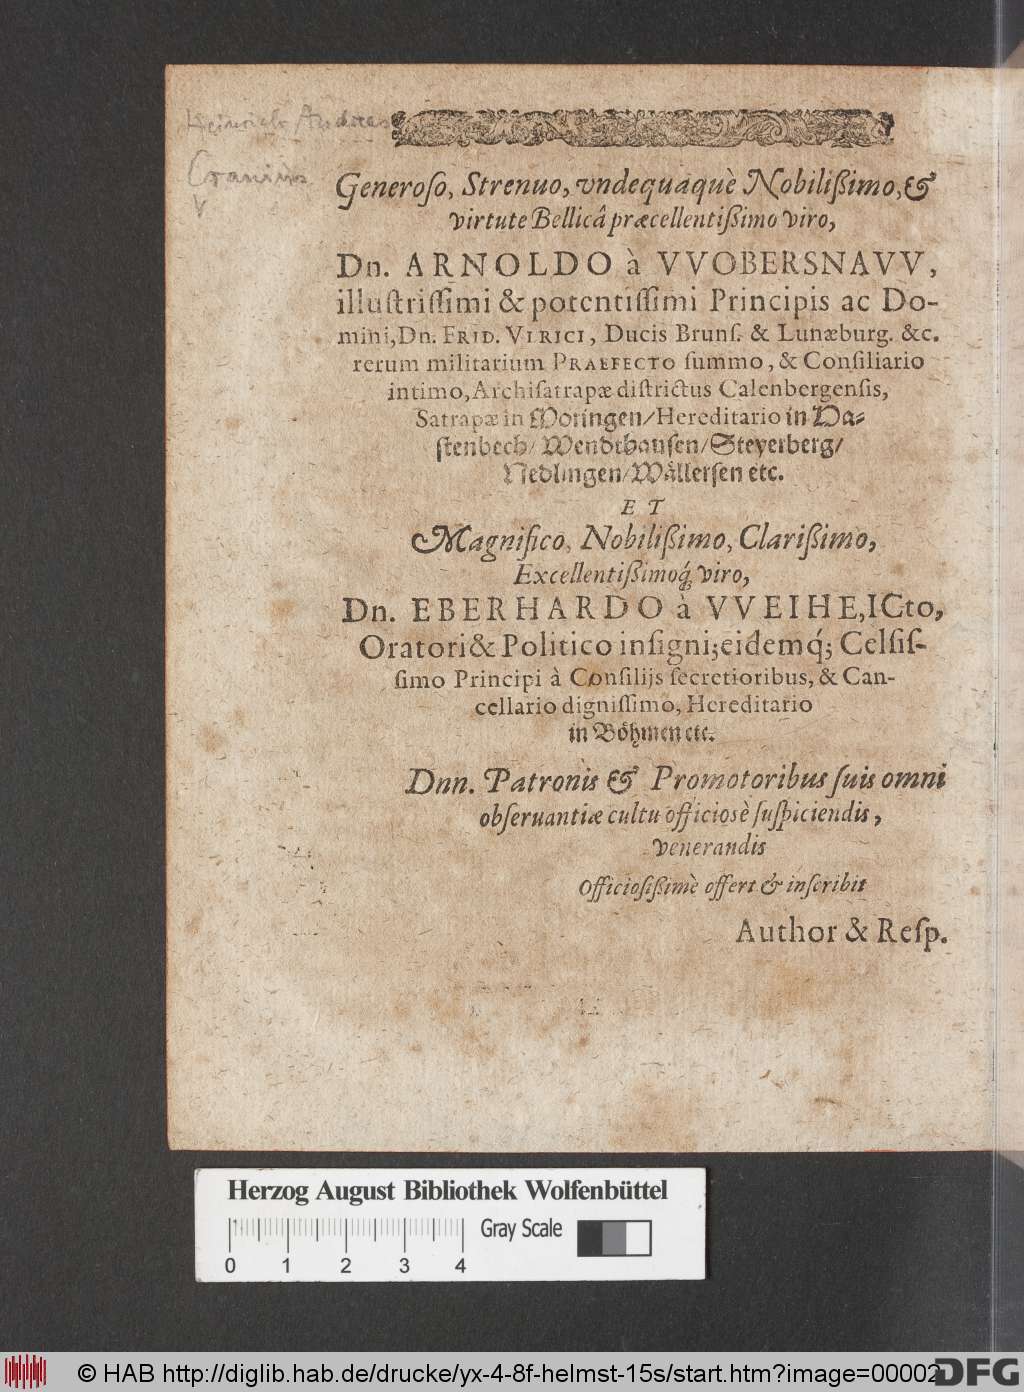 Heinrich Andreas
Cranius
Generoſo, Strenuo, vndequáquè Nobilißimo, &
virtute Bellicâ præcellentißimo viro,
Dn. ARNOLDO à VVOBERSNAVV,
illuſtriſſimi & potentiſſimi Principis ac Do-
mini, Dn. FRID. VLRICI, Ducis Brunſ. & Lunæburg. &c.
rerum militarium PRAEFECTO ſummo, & Conſiliario
intimo, Archiſatrapæ diſtrictus Calenbergenſis,
Satrapæ in Moringen/ Hereditario in Ha-
ſtenbech/ Wendthauſen/ Steyerberg/
Nedlingen/ Wällerſen etc.
E T
Magnifico, Nobilißimo, Clarißimo,
Excellentißimoq́; viro,
Dn. EBERHARDO à VVEIHE, ICto,
Oratori & Politico inſigni; eidemq́; Celſiſ-
ſimo Principi à Conſilijs ſecretioribus, & Can-
cellario digniſſimo, Hereditario
in Böhmen etc.
Dnn. Patronis & Promotoribus ſuis omni
obſeruantiæ cultu officiosè ſuſpiciendis,
venerandis
Officioſißimè offert & inſcribit
Author & Reſp.
Herzog August Bibliothek Wolfenbüttel
Gray Scale
0 1 2 3 4
© HAB http://diglib.hab.de/drucke/yx-4-8f-helmst-15s/start.htm?image=00002
DFG